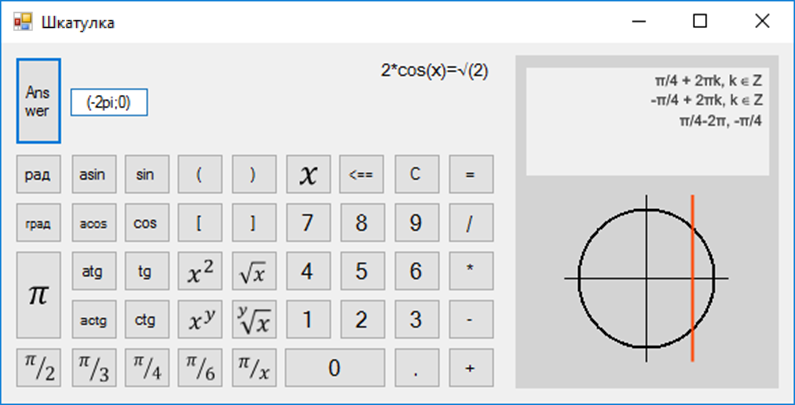 Шкатулка
2*cos(x)=√(2)
Ans
wer
(-2pi;0)
π/4 + 2πk, k ∈ Z
-π/4 + 2πk, k ∈ Z
π/4-2π, -π/4
рад asin sin ( ) x <== C =
град acos cos [ ] 7 8 9 /
π atg tg x² √x 4 5 6 *
actg ctg xʸ ʸ√x 1 2 3 -
π/2 π/3 π/4 π/6 π/x 0 . +